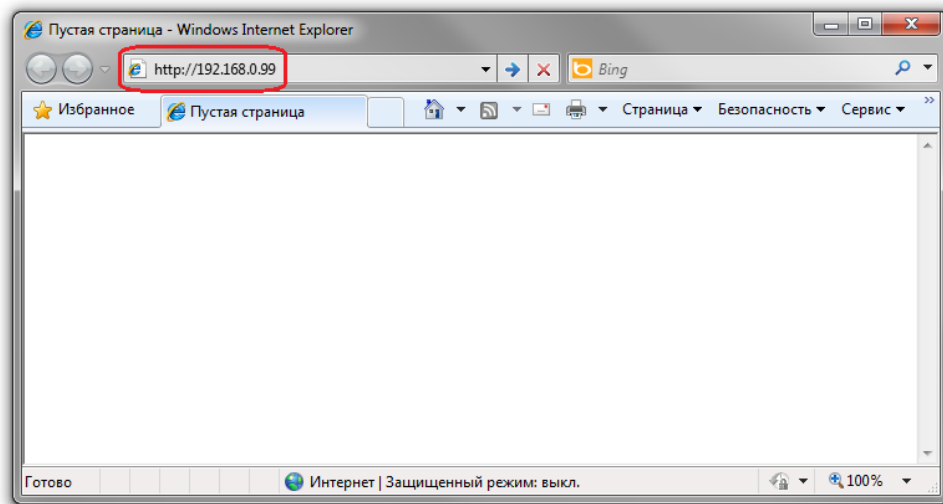 Пустая страница - Windows Internet Explorer
http://192.168.0.99
Bing
Избранное
Пустая страница
Страница
Безопасность
Сервис
»
Готово
Интернет | Защищенный режим: выкл.
100%